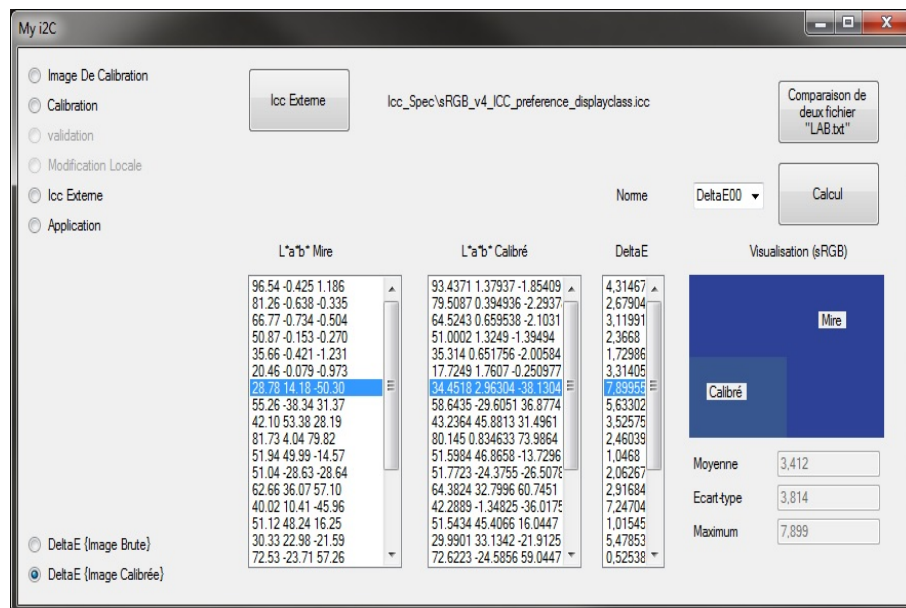 My i2C
Image De Calibration
Calibration
validation
Modification Locale
Icc Externe
Application
Icc Externe
Icc_Spec\sRGB_v4_ICC_preference_displayclass.icc
Comparaison de
deux fichier
"LAB.txt"
Norme
DeltaE00
Calcul
L*a*b* Mire
L*a*b* Calibré
DeltaE
Visualisation (sRGB)
96.54 -0.425 1.186
81.26 -0.638 -0.335
66.77 -0.734 -0.504
50.87 -0.153 -0.270
35.66 -0.421 -1.231
20.46 -0.079 -0.973
28.78 14.18 -50.30
55.26 -38.34 31.37
42.10 53.38 28.19
81.73 4.04 79.82
51.94 49.99 -14.57
51.04 -28.63 -28.64
62.66 36.07 57.10
40.02 10.41 -45.96
51.12 48.24 16.25
30.33 22.98 -21.59
72.53 -23.71 57.26
93.4371 1.37937 -1.85409
79.5087 0.394936 -2.2937
64.5243 0.659538 -2.1031
51.0002 1.3249 -1.39494
35.314 0.651756 -2.00584
17.7249 1.7607 -0.250977
34.4518 2.96304 -38.1304
58.6435 -29.6051 36.8774
43.2364 45.8813 31.4961
80.145 0.834633 73.9864
51.5984 46.8658 -13.7296
51.7723 -24.3755 -26.5078
64.3824 32.7996 60.7451
42.2889 -1.34825 -36.0175
51.5434 45.4066 16.0447
29.9901 33.1342 -21.9125
72.6223 -24.5856 59.0447
4,31467
2,67904
3,11991
2,3668
1,72986
3,31405
7,89955
5,63302
3,52575
2,46039
1,0468
2,06267
2,91684
7,24704
1,01545
5,47853
0,52538
Mire
Calibré
Moyenne
3,412
Ecart-type
3,814
Maximum
7,899
DeltaE {Image Brute}
DeltaE {Image Calibrée}